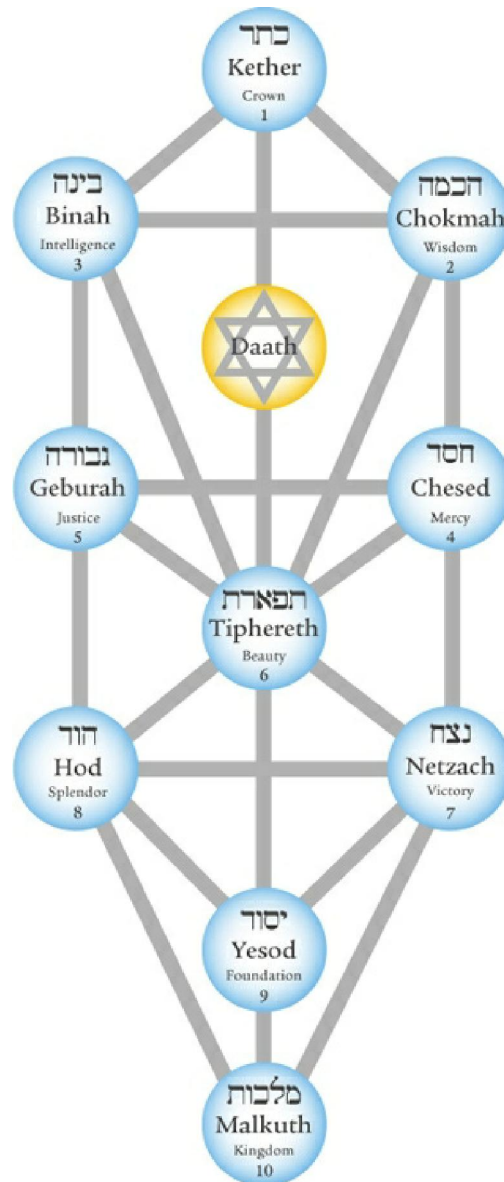 כתר
Kether
Crown
1
בינה
Binah
Intelligence
3
הכמה
Chokmah
Wisdom
2
Daath
גבורה
Geburah
Justice
5
חסד
Chesed
Mercy
4
תפארת
Tiphereth
Beauty
6
הוד
Hod
Splendor
8
נצח
Netzach
Victory
7
יסוד
Yesod
Foundation
9
מלכות
Malkuth
Kingdom
10